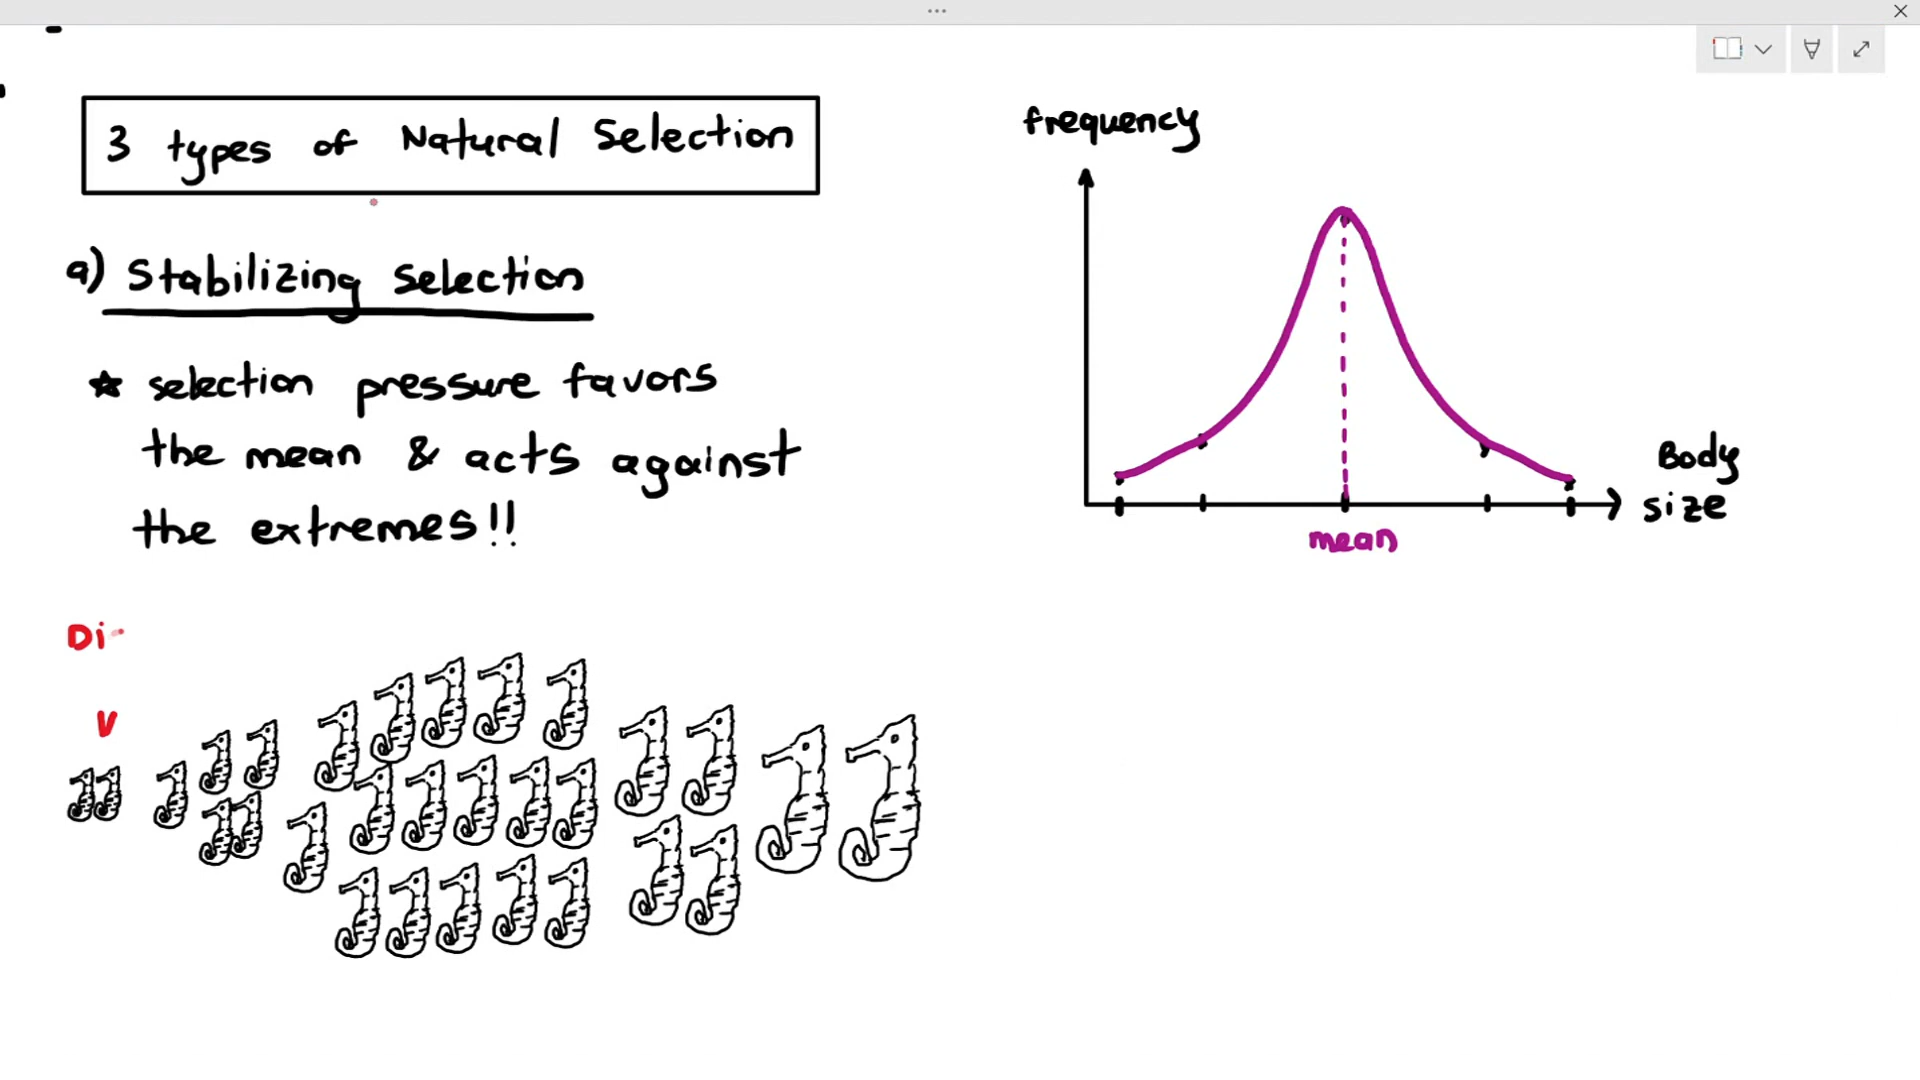 3 types of Natural Selection
a) Stabilizing selection
selection pressure favors
the mean & acts against
the extremes!!
Di
V
frequency
Body
size
mean